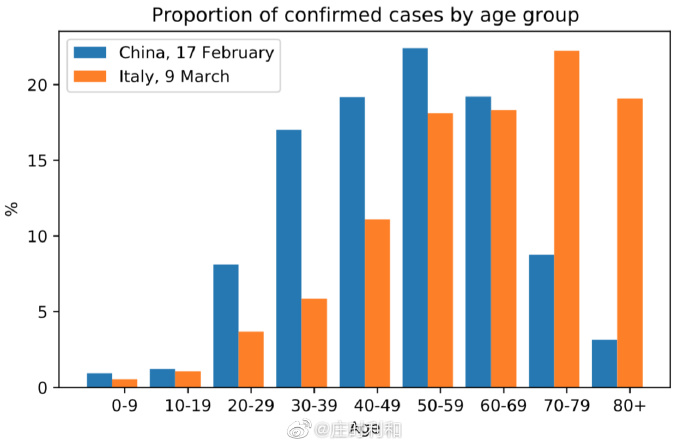 Proportion of confirmed cases by age group
China, 17 February
Italy, 9 March
%
20
15
10
5
0
0-9 10-19 20-29 30-39 40-49 50-59 60-69 70-79 80+
Age